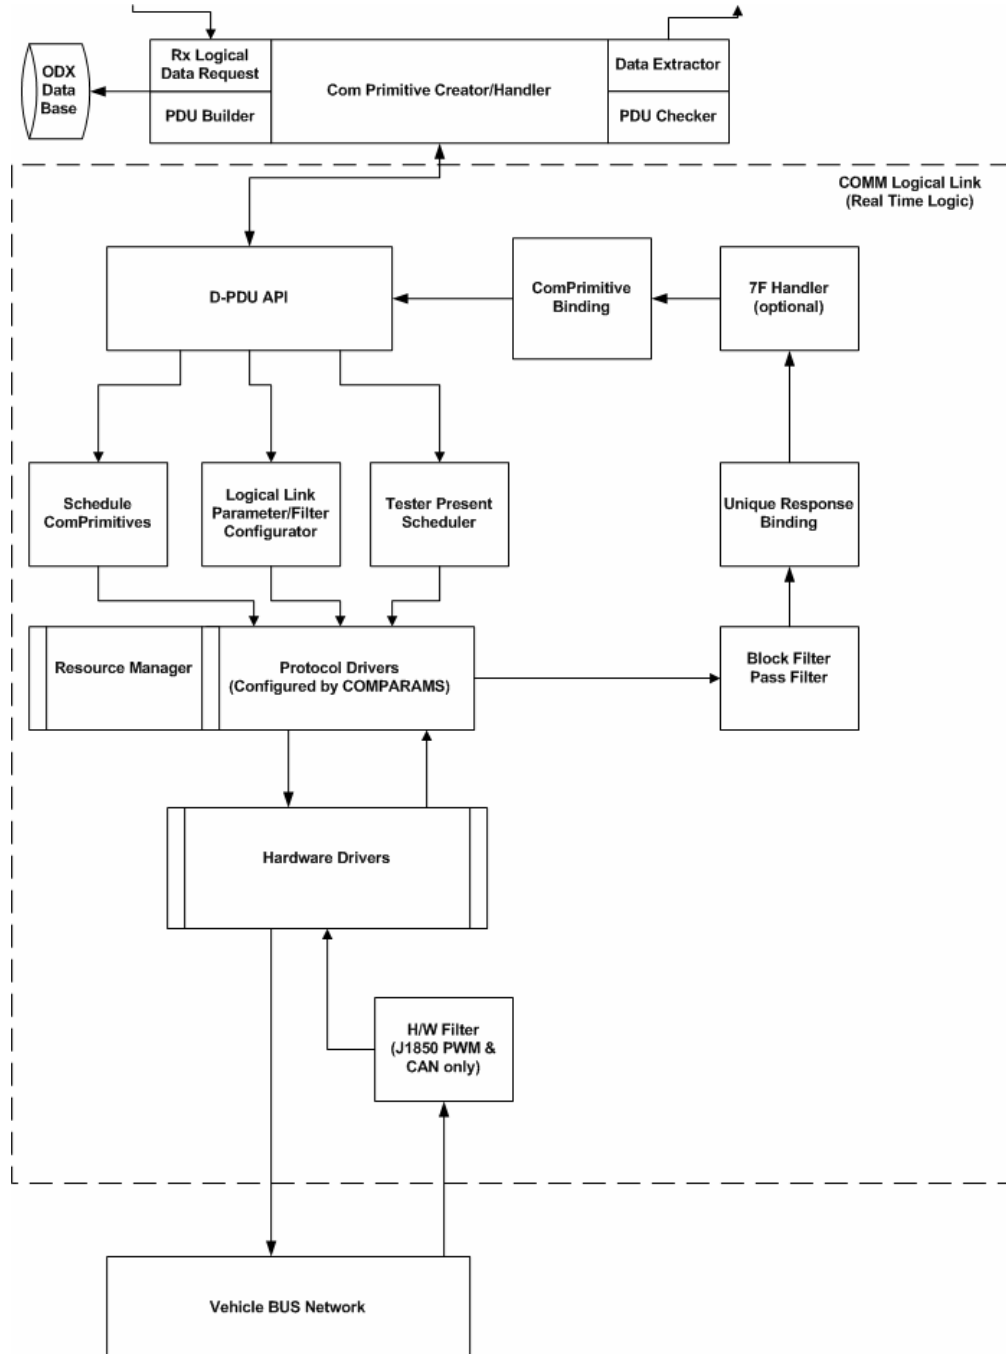 ODX
Data
Base
Rx Logical
Data Request
PDU Builder
Com Primitive Creator/Handler
Data Extractor
PDU Checker
COMM Logical Link
(Real Time Logic)
D-PDU API
ComPrimitive
Binding
7F Handler
(optional)
Schedule
ComPrimitives
Logical Link
Parameter/Filter
Configurator
Tester Present
Scheduler
Unique Response
Binding
Resource Manager
Protocol Drivers
(Configured by COMPARAMS)
Block Filter
Pass Filter
Hardware Drivers
H/W Filter
(J1850 PWM &
CAN only)
Vehicle BUS Network